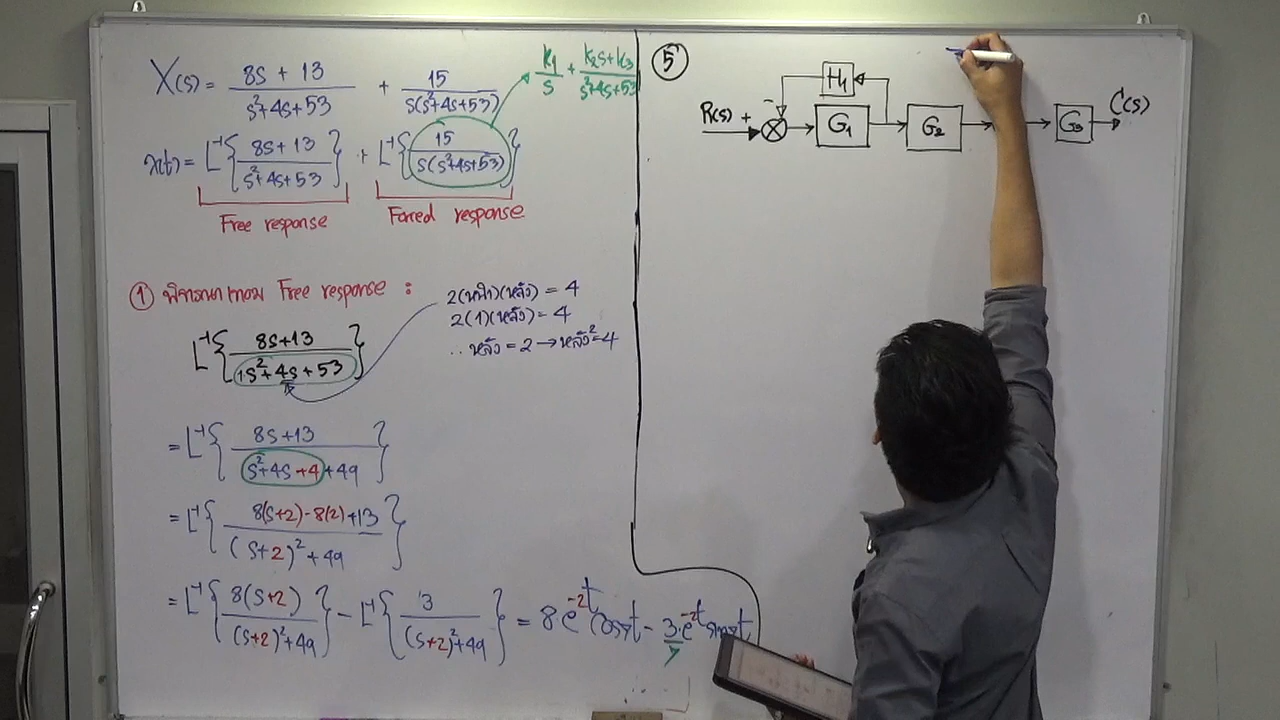 X(s) = (8s + 13)/(s²+4s+53) + 15/(s(s²+4s+53))
k₁/s + (k₂s+k₃)/(s²+4s+53)
x(t) = L⁻¹{(8s+13)/(s²+4s+53)} + L⁻¹{15/(s(s²+4s+53))}
Free response
Forced response
① พิจารณาเทอม Free response :
L⁻¹{(8s+13)/(1s²+4s+53)}
2(หน้า)(หลัง) = 4
2(1)(หลัง) = 4
∴ หลัง = 2 → หลัง² = 4
= L⁻¹{(8s+13)/(s²+4s+4+49)}
= L⁻¹{(8(s+2)-8(2)+13)/((s+2)²+49)}
= L⁻¹{8(s+2)/((s+2)²+49)} - L⁻¹{3/((s+2)²+49)} = 8e⁻²ᵗcos7t - 3/7·e⁻²ᵗsin7t
⑤
H₁
R(s) + - G₁ G₂ G₃ C(s)